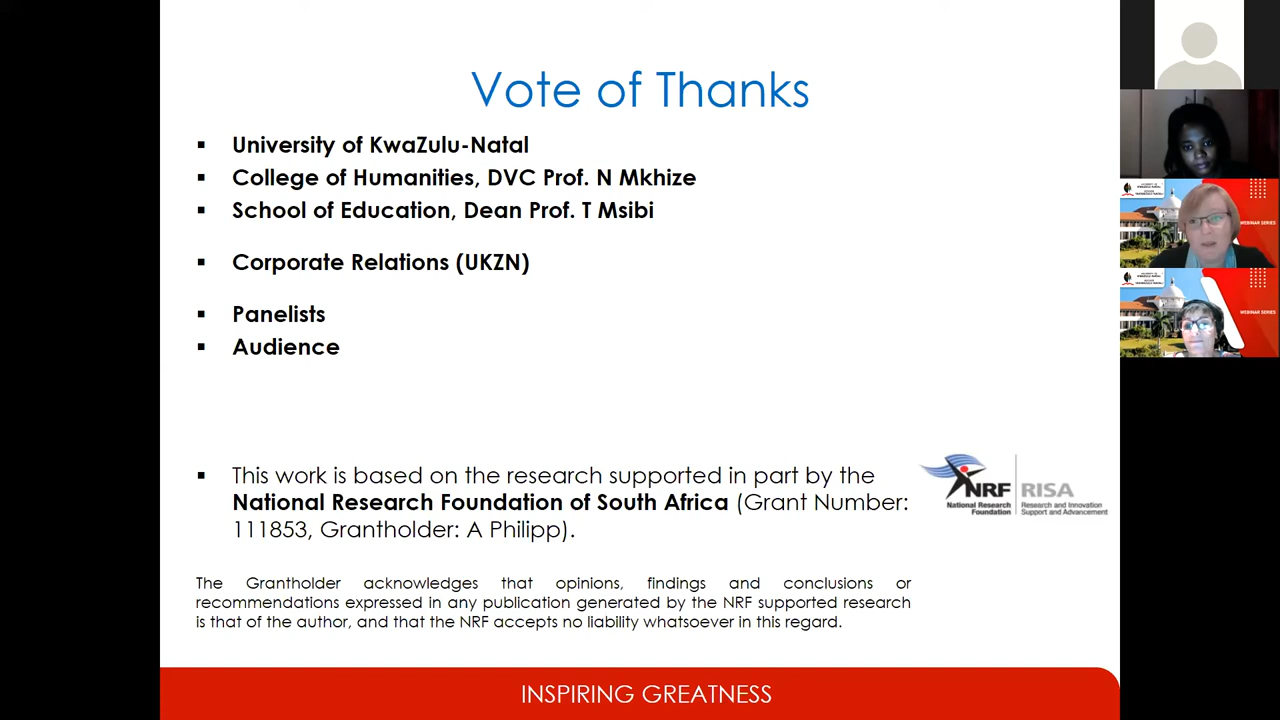 Vote of Thanks
University of KwaZulu-Natal
College of Humanities, DVC Prof. N Mkhize
School of Education, Dean Prof. T Msibi
Corporate Relations (UKZN)
Panelists
Audience
This work is based on the research supported in part by the
National Research Foundation of South Africa (Grant Number:
111853, Grantholder: A Philipp).
NRF
National Research
Foundation
RISA
Research and Innovation
Support and Advancement
The Grantholder acknowledges that opinions, findings and conclusions or
recommendations expressed in any publication generated by the NRF supported research
is that of the author, and that the NRF accepts no liability whatsoever in this regard.
INSPIRING GREATNESS
WEBINAR SERIES
WEBINAR SERIES